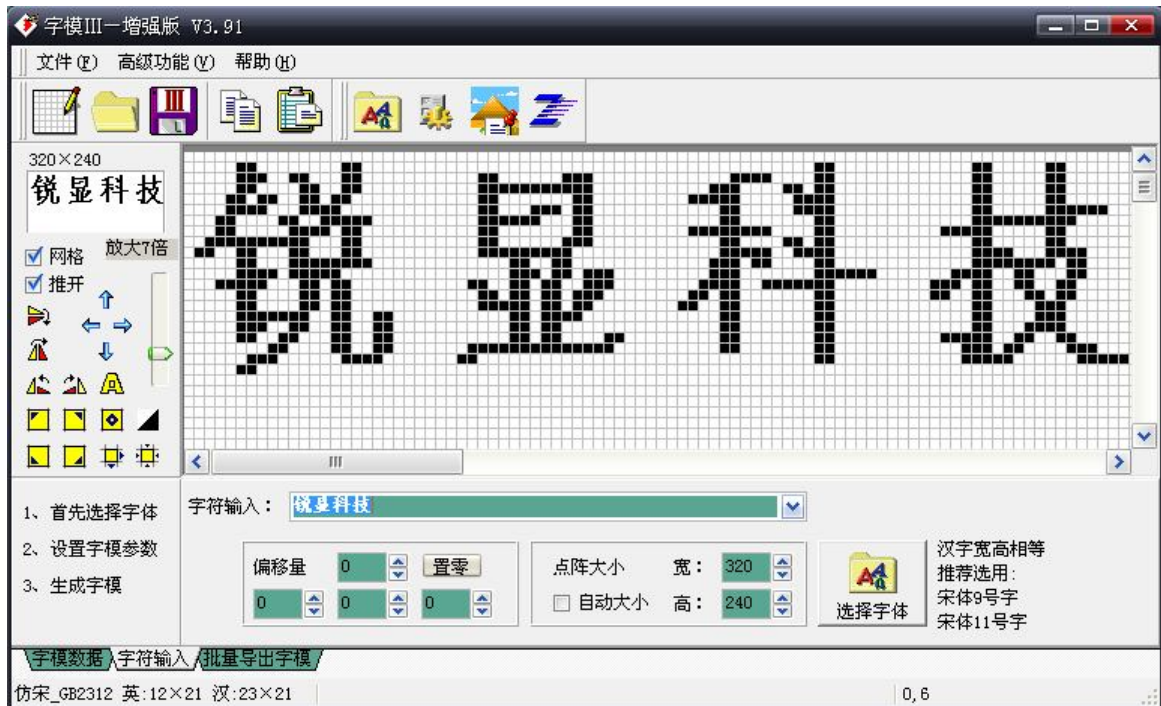 字模III—增强版 V3.91
文件(F) 高级功能(V) 帮助(H)
320×240
锐显科技
网格 放大7倍
推开
锐显科技
1、首先选择字体
2、设置字模参数
3、生成字模
字符输入： 锐显科技
偏移量 0 置零
0 0 0
点阵大小 宽： 320
自动大小 高： 240
选择字体
汉字宽高相等
推荐选用:
宋体9号字
宋体11号字
字模数据 字符输入 批量导出字模
仿宋_GB2312 英:12×21 汉:23×21 0,6